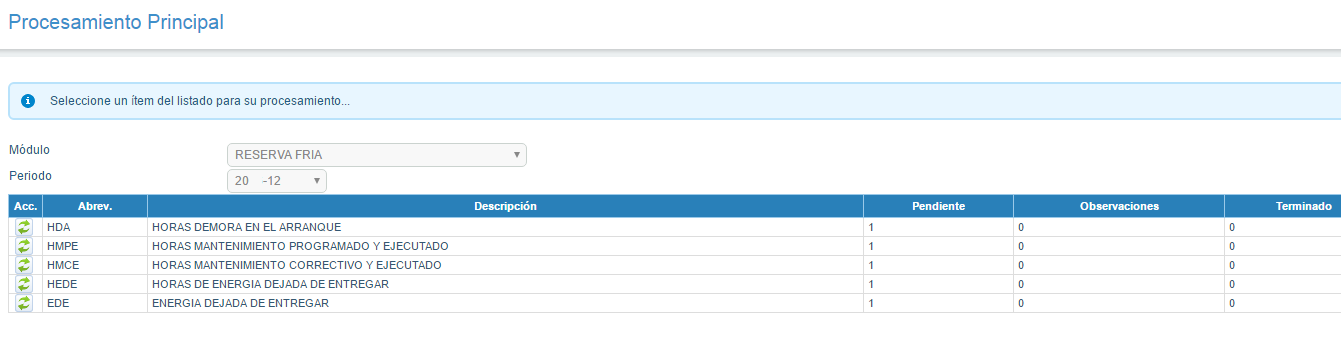 Procesamiento Principal
Seleccione un ítem del listado para su procesamiento...
Módulo RESERVA FRIA
Periodo 20 -12
Acc. Abrev. Descripción Pendiente Observaciones Terminado
HDA HORAS DEMORA EN EL ARRANQUE 1 0 0
HMPE HORAS MANTENIMIENTO PROGRAMADO Y EJECUTADO 1 0 0
HMCE HORAS MANTENIMIENTO CORRECTIVO Y EJECUTADO 1 0 0
HEDE HORAS DE ENERGIA DEJADA DE ENTREGAR 1 0 0
EDE ENERGIA DEJADA DE ENTREGAR 1 0 0